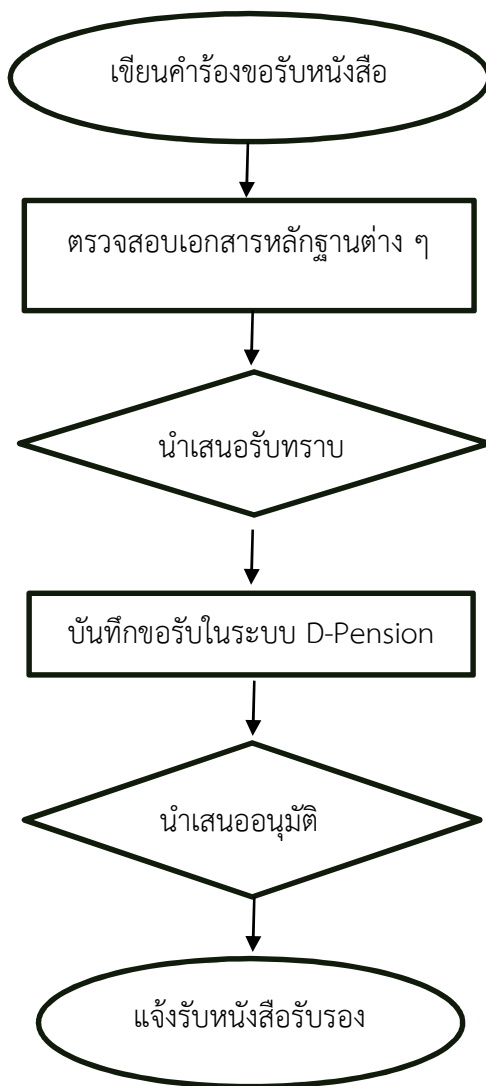 เขียนคำร้องขอรับหนังสือ
ตรวจสอบเอกสารหลักฐานต่าง ๆ
นำเสนอรับทราบ
บันทึกขอรับในระบบ D-Pension
นำเสนออนุมัติ
แจ้งรับหนังสือรับรอง